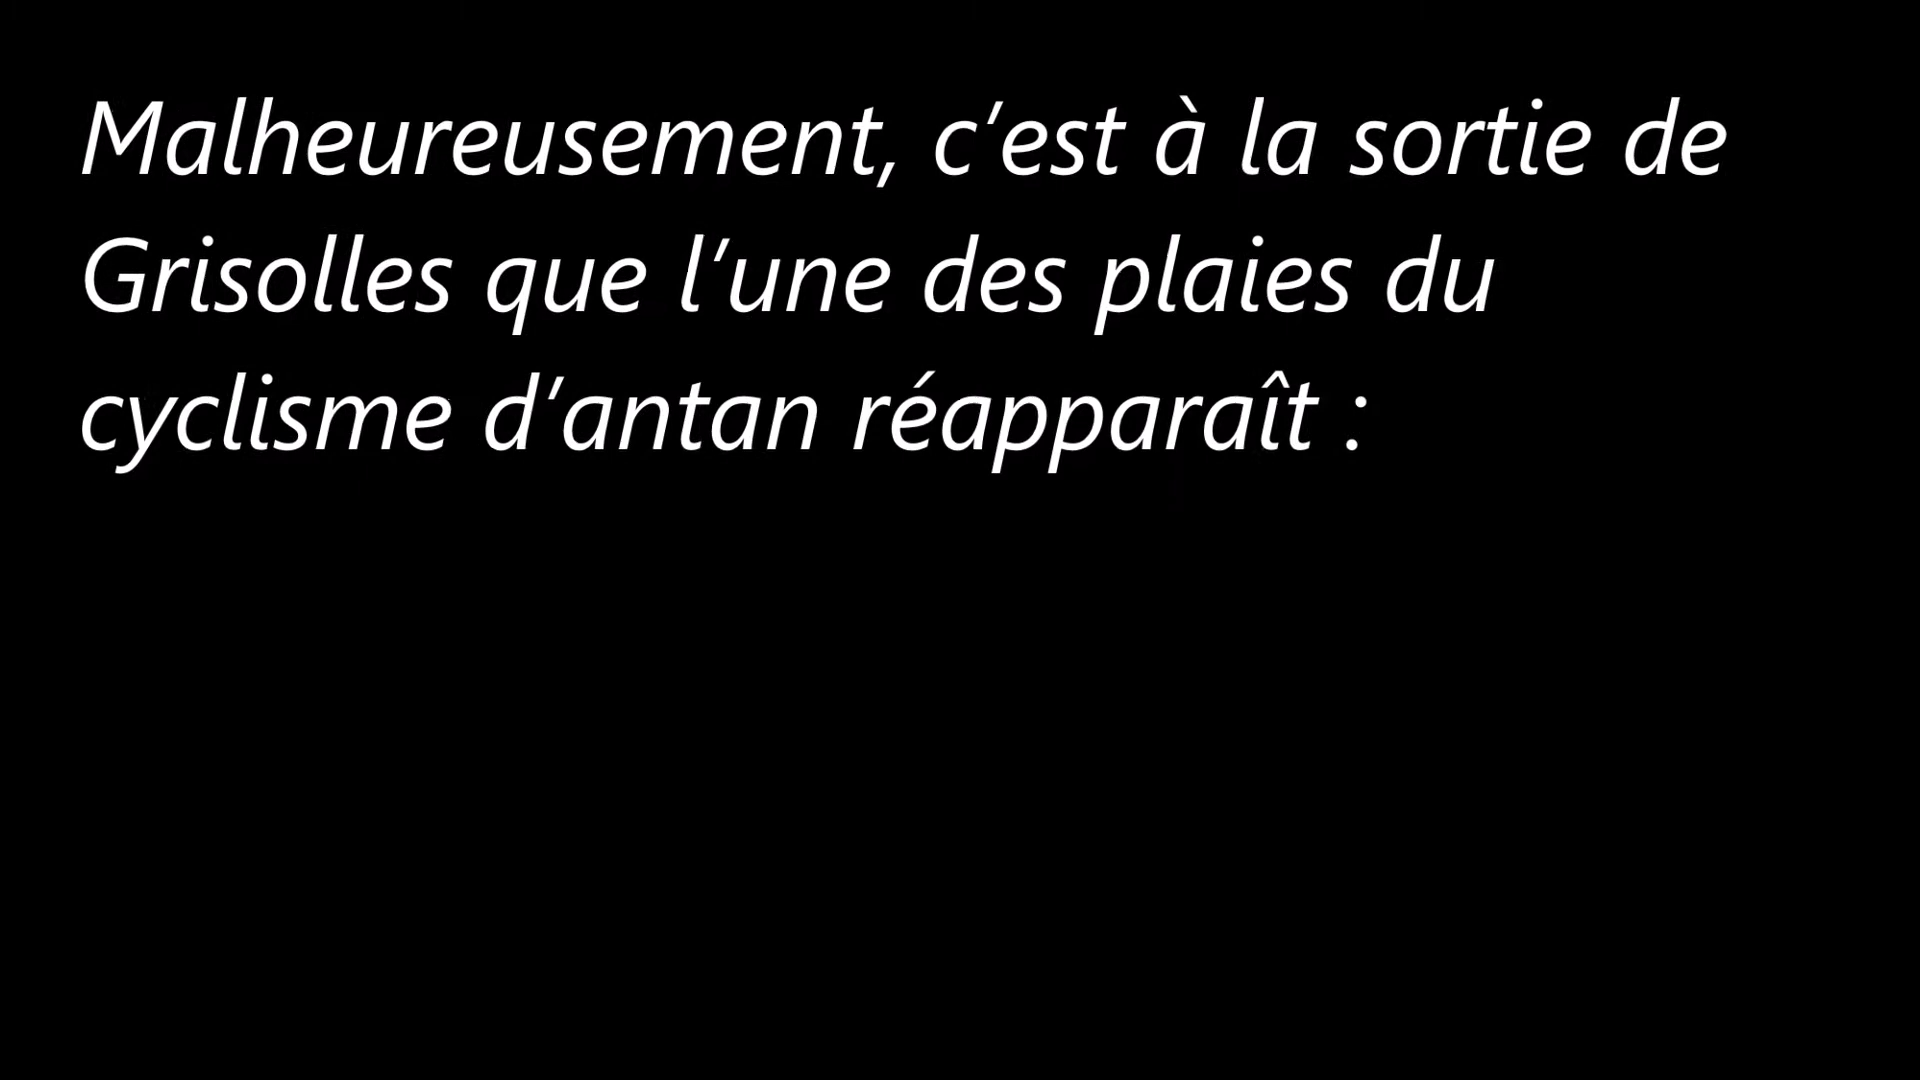 Malheureusement, c’est à la sortie de
Grisolles que l’une des plaies du
cyclisme d’antan réapparaît :